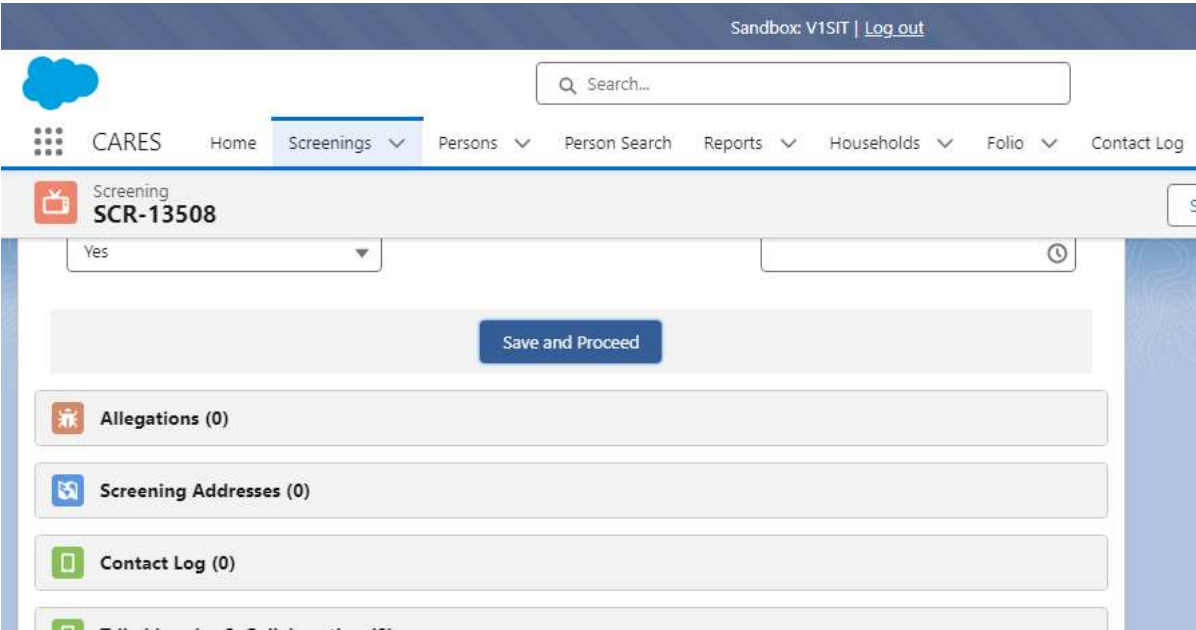 Sandbox: V1SIT | Log out
Search...
CARES Home Screenings Persons Person Search Reports Households Folio Contact Log
Screening
SCR-13508
S
Yes
Save and Proceed
Allegations (0)
Screening Addresses (0)
Contact Log (0)